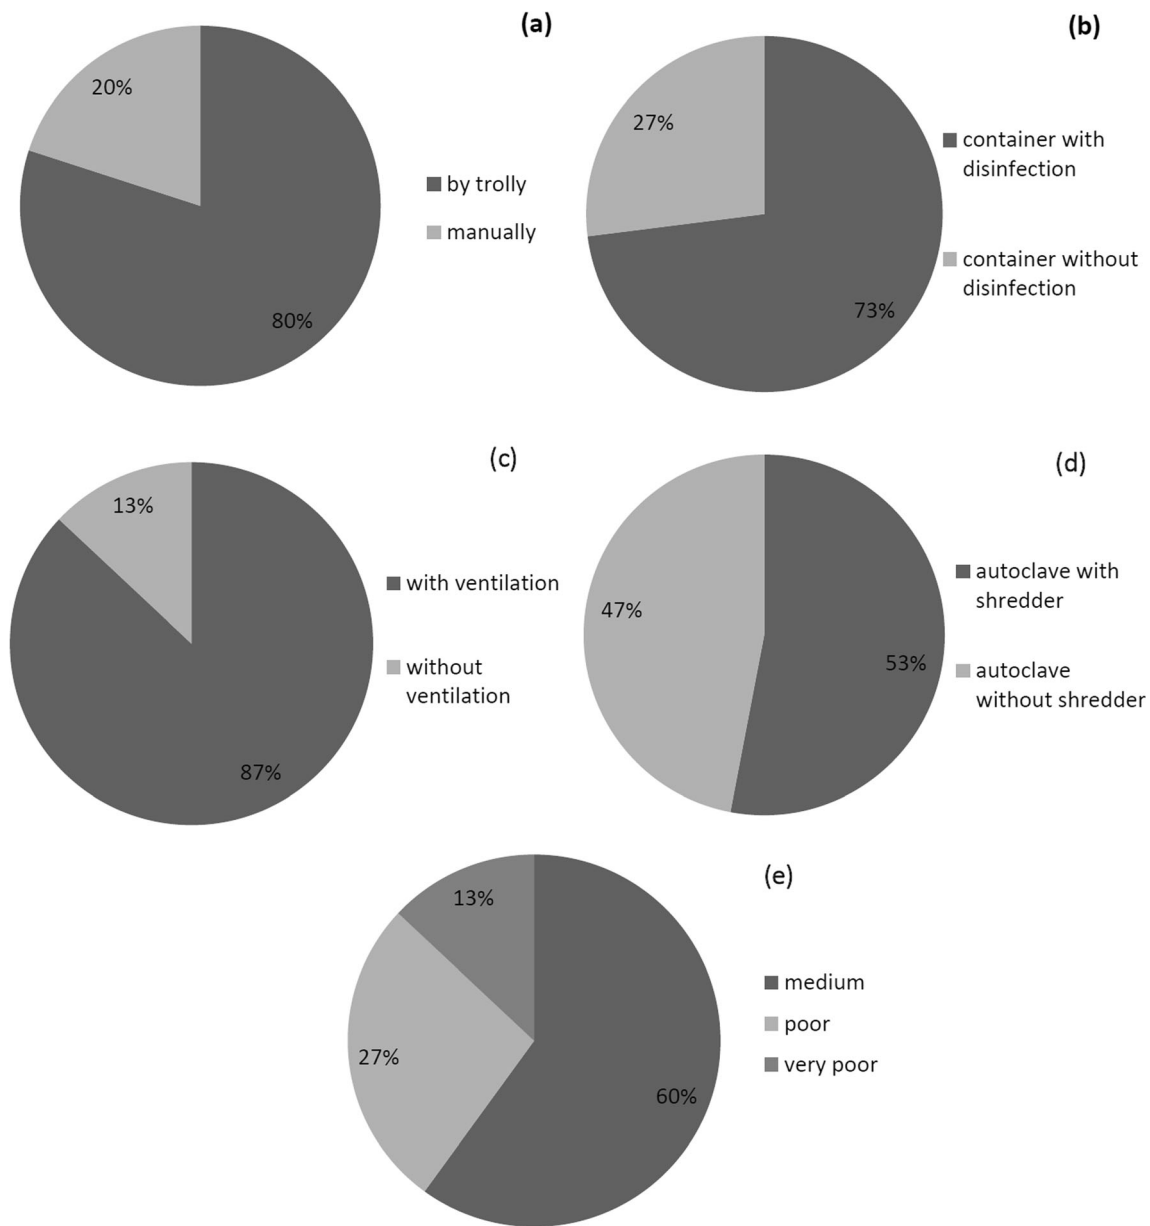 (a)
20%
80%
by trolly
manually
(b)
27%
73%
container with
disinfection
container without
disinfection
(c)
13%
87%
with ventilation
without
ventilation
(d)
47%
53%
autoclave with
shredder
autoclave
without shredder
(e)
13%
27%
60%
medium
poor
very poor